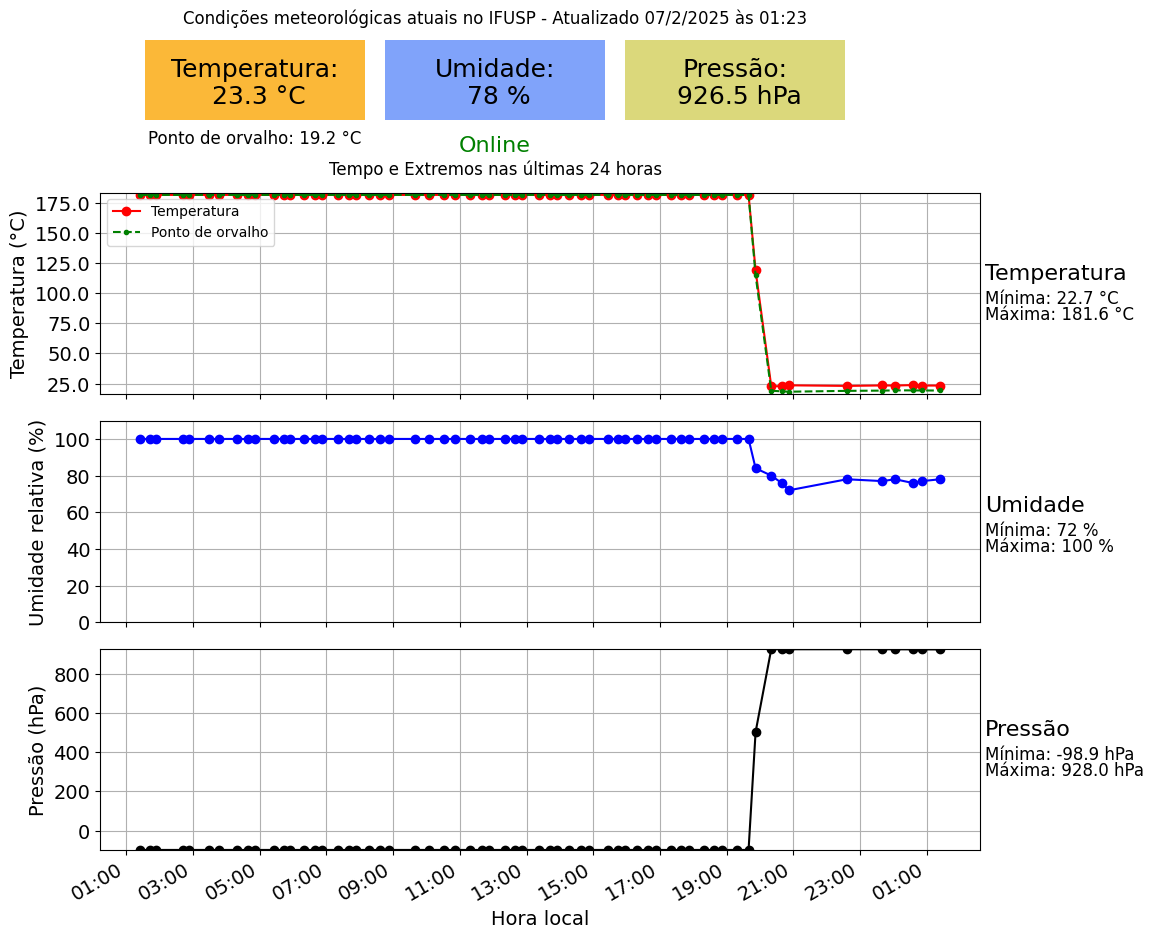 Condições meteorológicas atuais no IFUSP - Atualizado 07/2/2025 às 01:23
Temperatura:
23.3 °C
Umidade:
78 %
Pressão:
926.5 hPa
Ponto de orvalho: 19.2 °C
Online
Tempo e Extremos nas últimas 24 horas
Temperatura (°C)
175.0
150.0
125.0
100.0
75.0
50.0
25.0
Temperatura
Ponto de orvalho
Temperatura
Mínima: 22.7 °C
Máxima: 181.6 °C
Umidade relativa (%)
100
80
60
40
20
0
Umidade
Mínima: 72 %
Máxima: 100 %
Pressão (hPa)
800
600
400
200
0
Pressão
Mínima: -98.9 hPa
Máxima: 928.0 hPa
01:00 03:00 05:00 07:00 09:00 11:00 13:00 15:00 17:00 19:00 21:00 23:00 01:00
Hora local